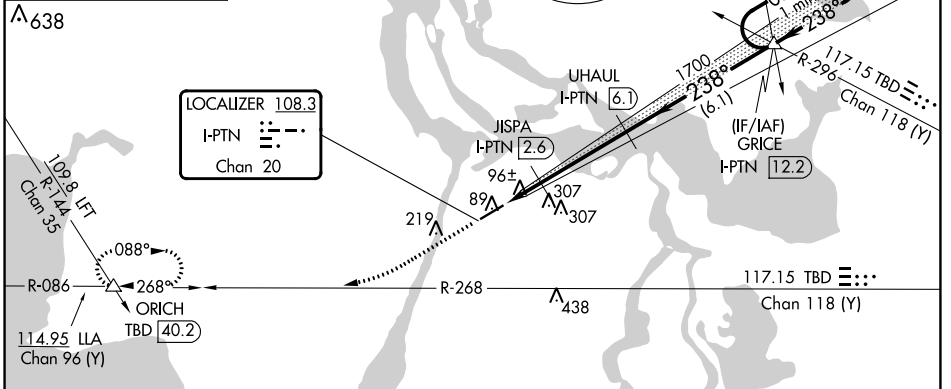 638
LOCALIZER 108.3
I-PTN
Chan 20
UHAUL
I-PTN 6.1
JISPA
I-PTN 2.6
1700
238°
(6.1)
1 min
238°
117.15 TBD
R-296
Chan 118 (Y)
(IF/IAF)
GRICE
I-PTN 12.2
96±
89
307
307
219
109.8 LFT
R-144
Chan 35
088°
R-086
268°
R-268
ORICH
TBD 40.2
114.95 LLA
Chan 96 (Y)
438
117.15 TBD
Chan 118 (Y)